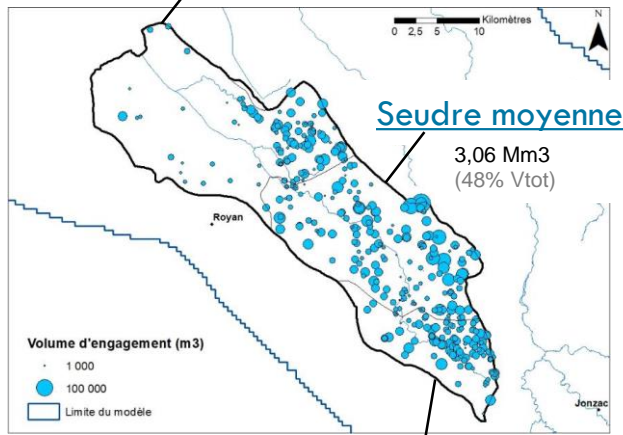 Kilomètres
0 2,5 5 10
N
Seudre moyenne
3,06 Mm3
(48% Vtot)
Royan
Volume d'engagement (m3)
1 000
100 000
Limite du modèle
Jonzac